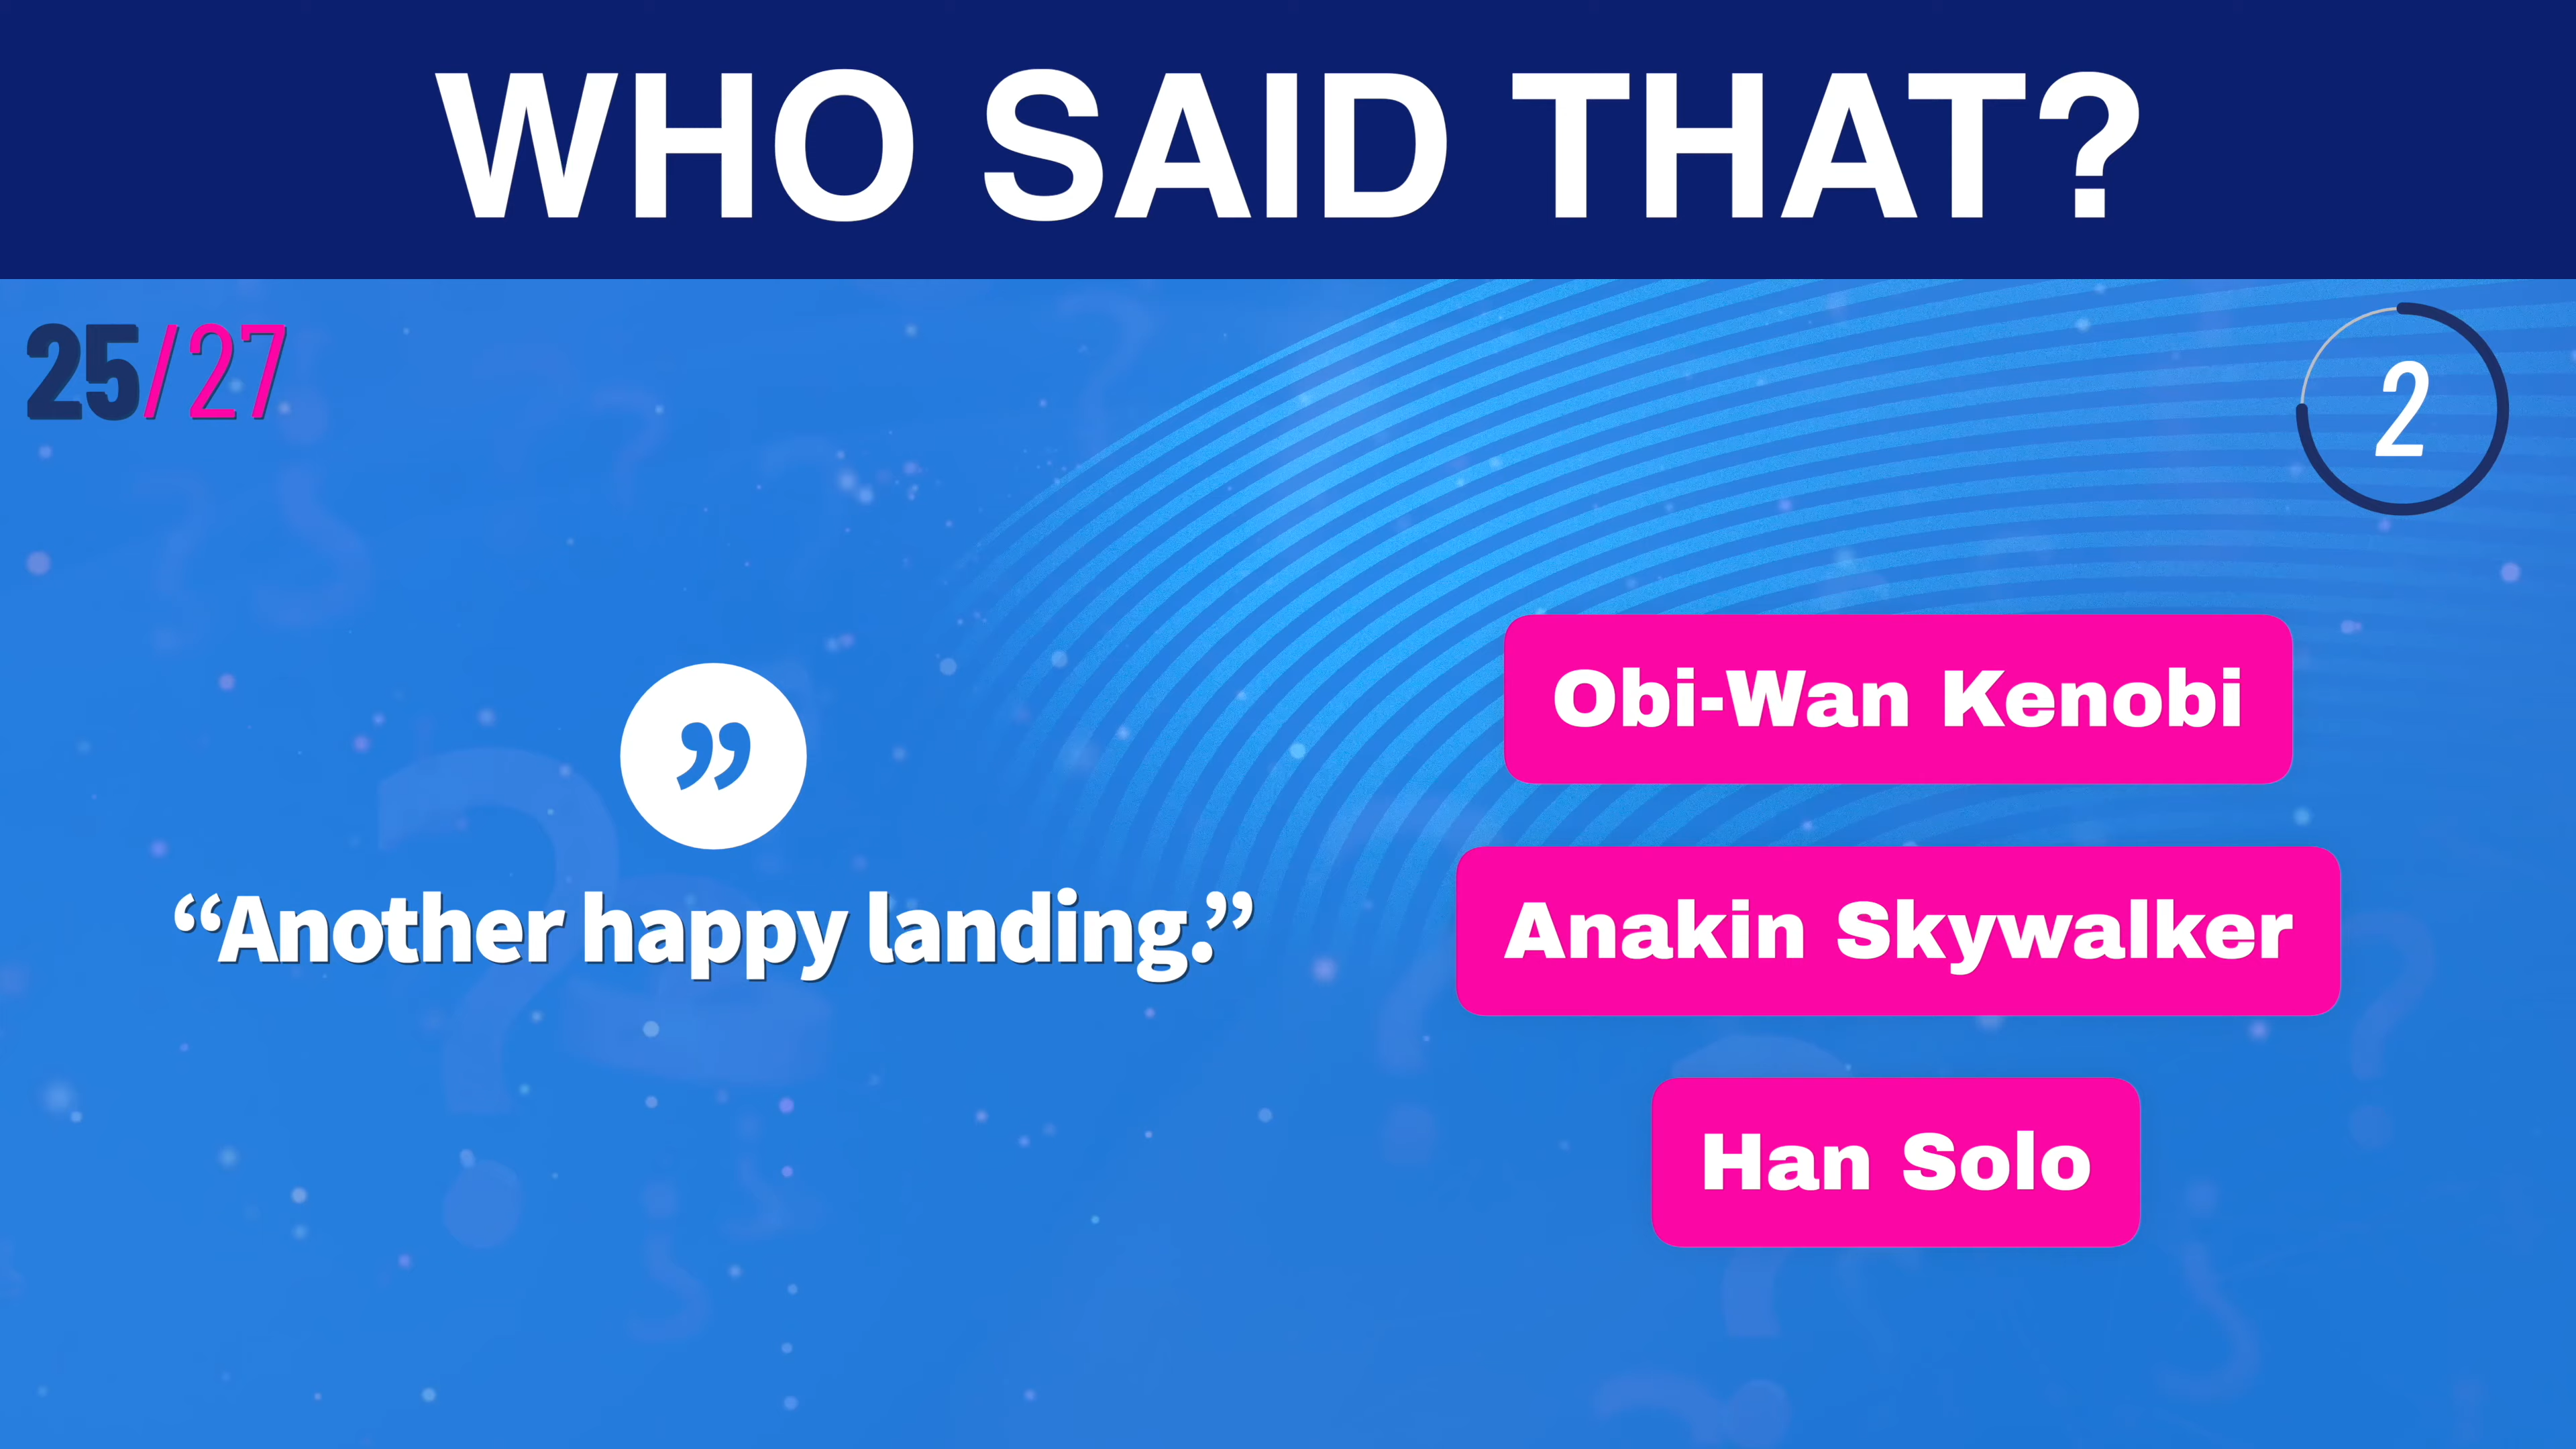 WHO SAID THAT?
25/27
2
”
“Another happy landing.”
Obi-Wan Kenobi
Anakin Skywalker
Han Solo